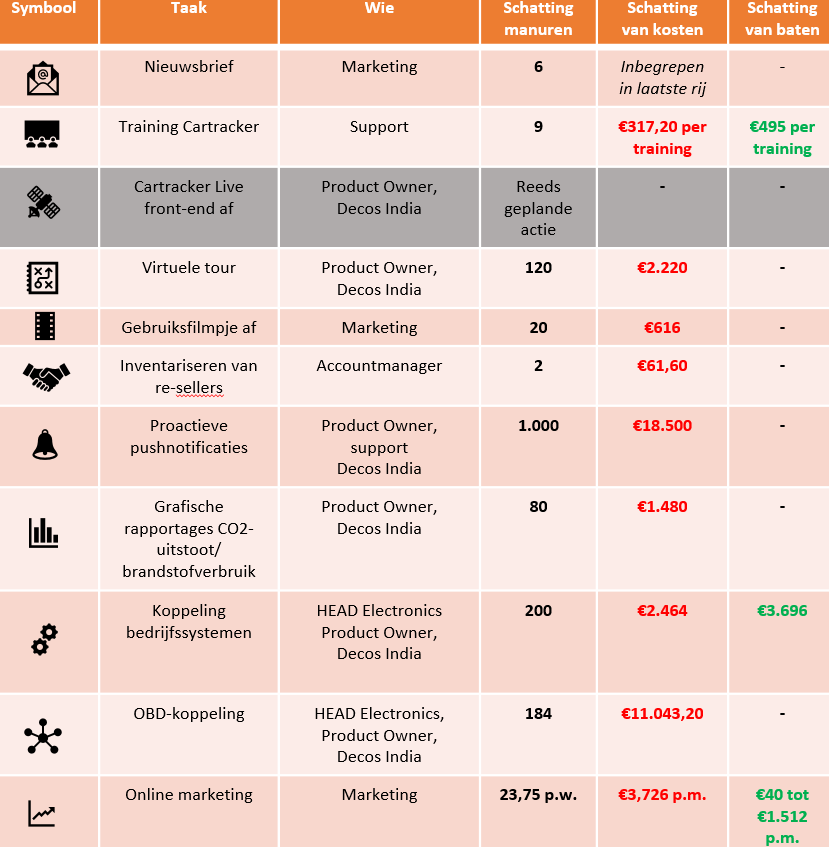 Symbool Taak Wie Schatting manuren Schatting van kosten Schatting van baten
Nieuwsbrief Marketing 6 Inbegrepen in laatste rij -
Training Cartracker Support 9 €317,20 per training €495 per training
Cartracker Live front-end af Product Owner, Decos India Reeds geplande actie - -
Virtuele tour Product Owner, Decos India 120 €2.220 -
Gebruiksfilmpje af Marketing 20 €616 -
Inventariseren van re-sellers Accountmanager 2 €61,60 -
Proactieve pushnotificaties Product Owner, support Decos India 1.000 €18.500 -
Grafische rapportages CO2-uitstoot/ brandstofverbruik Product Owner, Decos India 80 €1.480 -
Koppeling bedrijfssystemen HEAD Electronics Product Owner, Decos India 200 €2.464 €3.696
OBD-koppeling HEAD Electronics, Product Owner, Decos India 184 €11.043,20 -
Online marketing Marketing 23,75 p.w. €3,726 p.m. €40 tot €1.512 p.m.